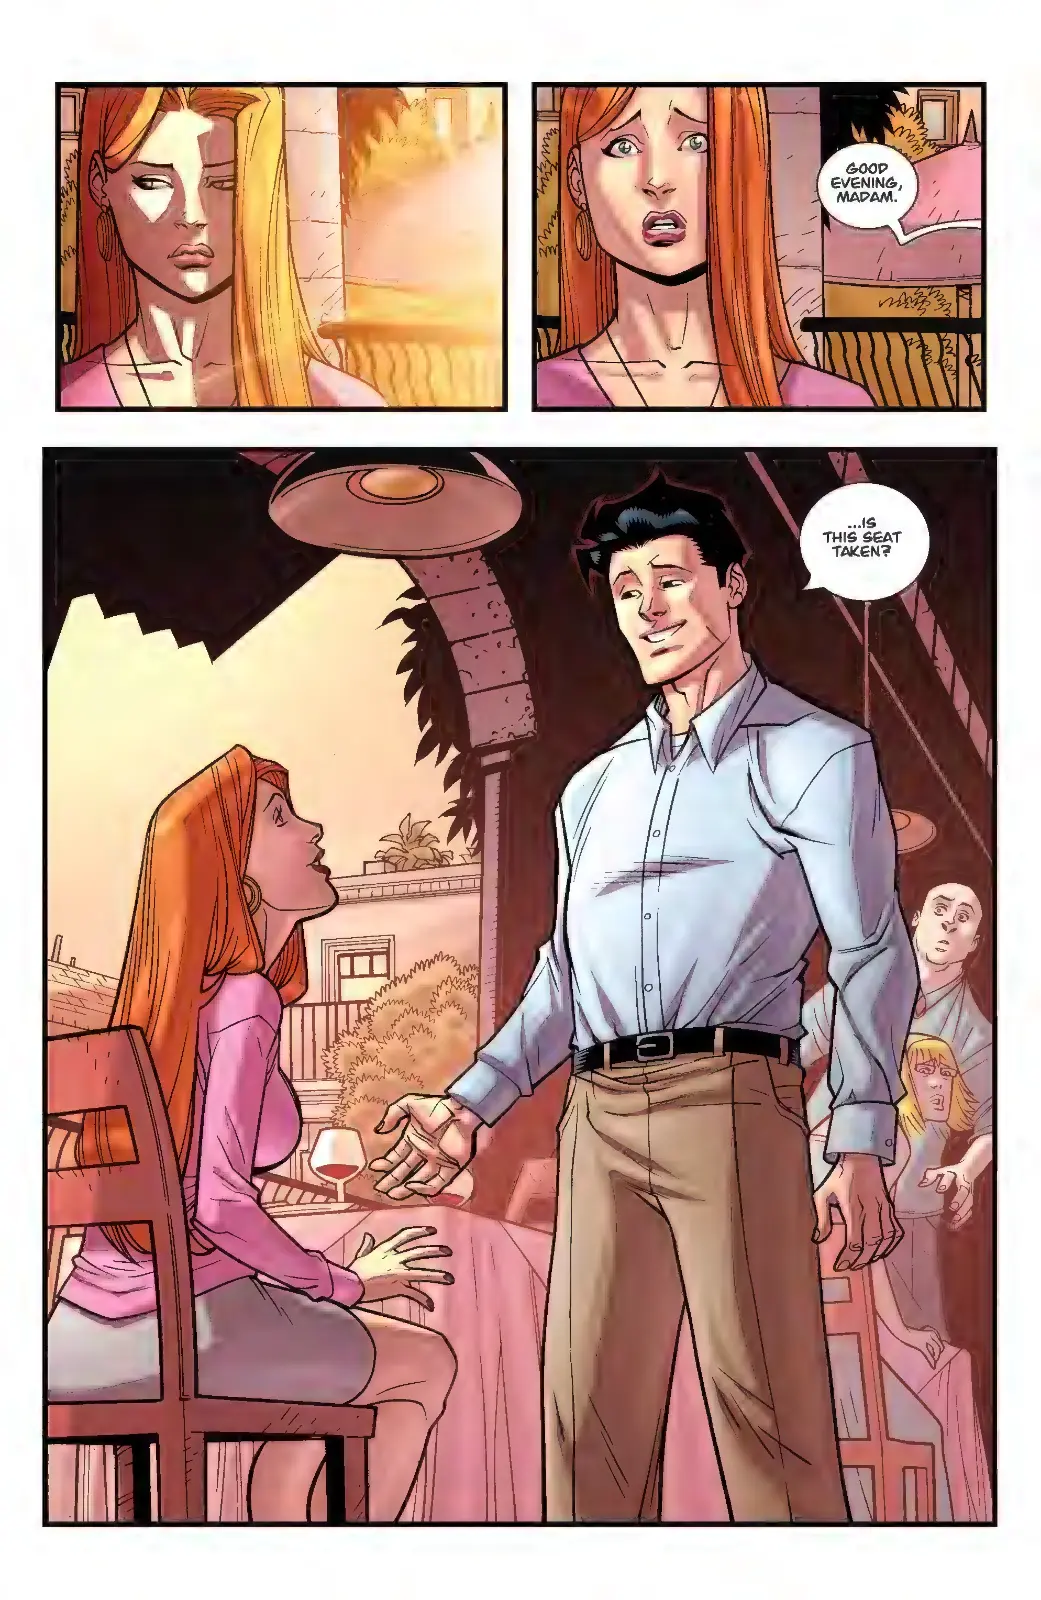 GOOD
EVENING,
MADAM.
...IS
THIS SEAT
TAKEN?